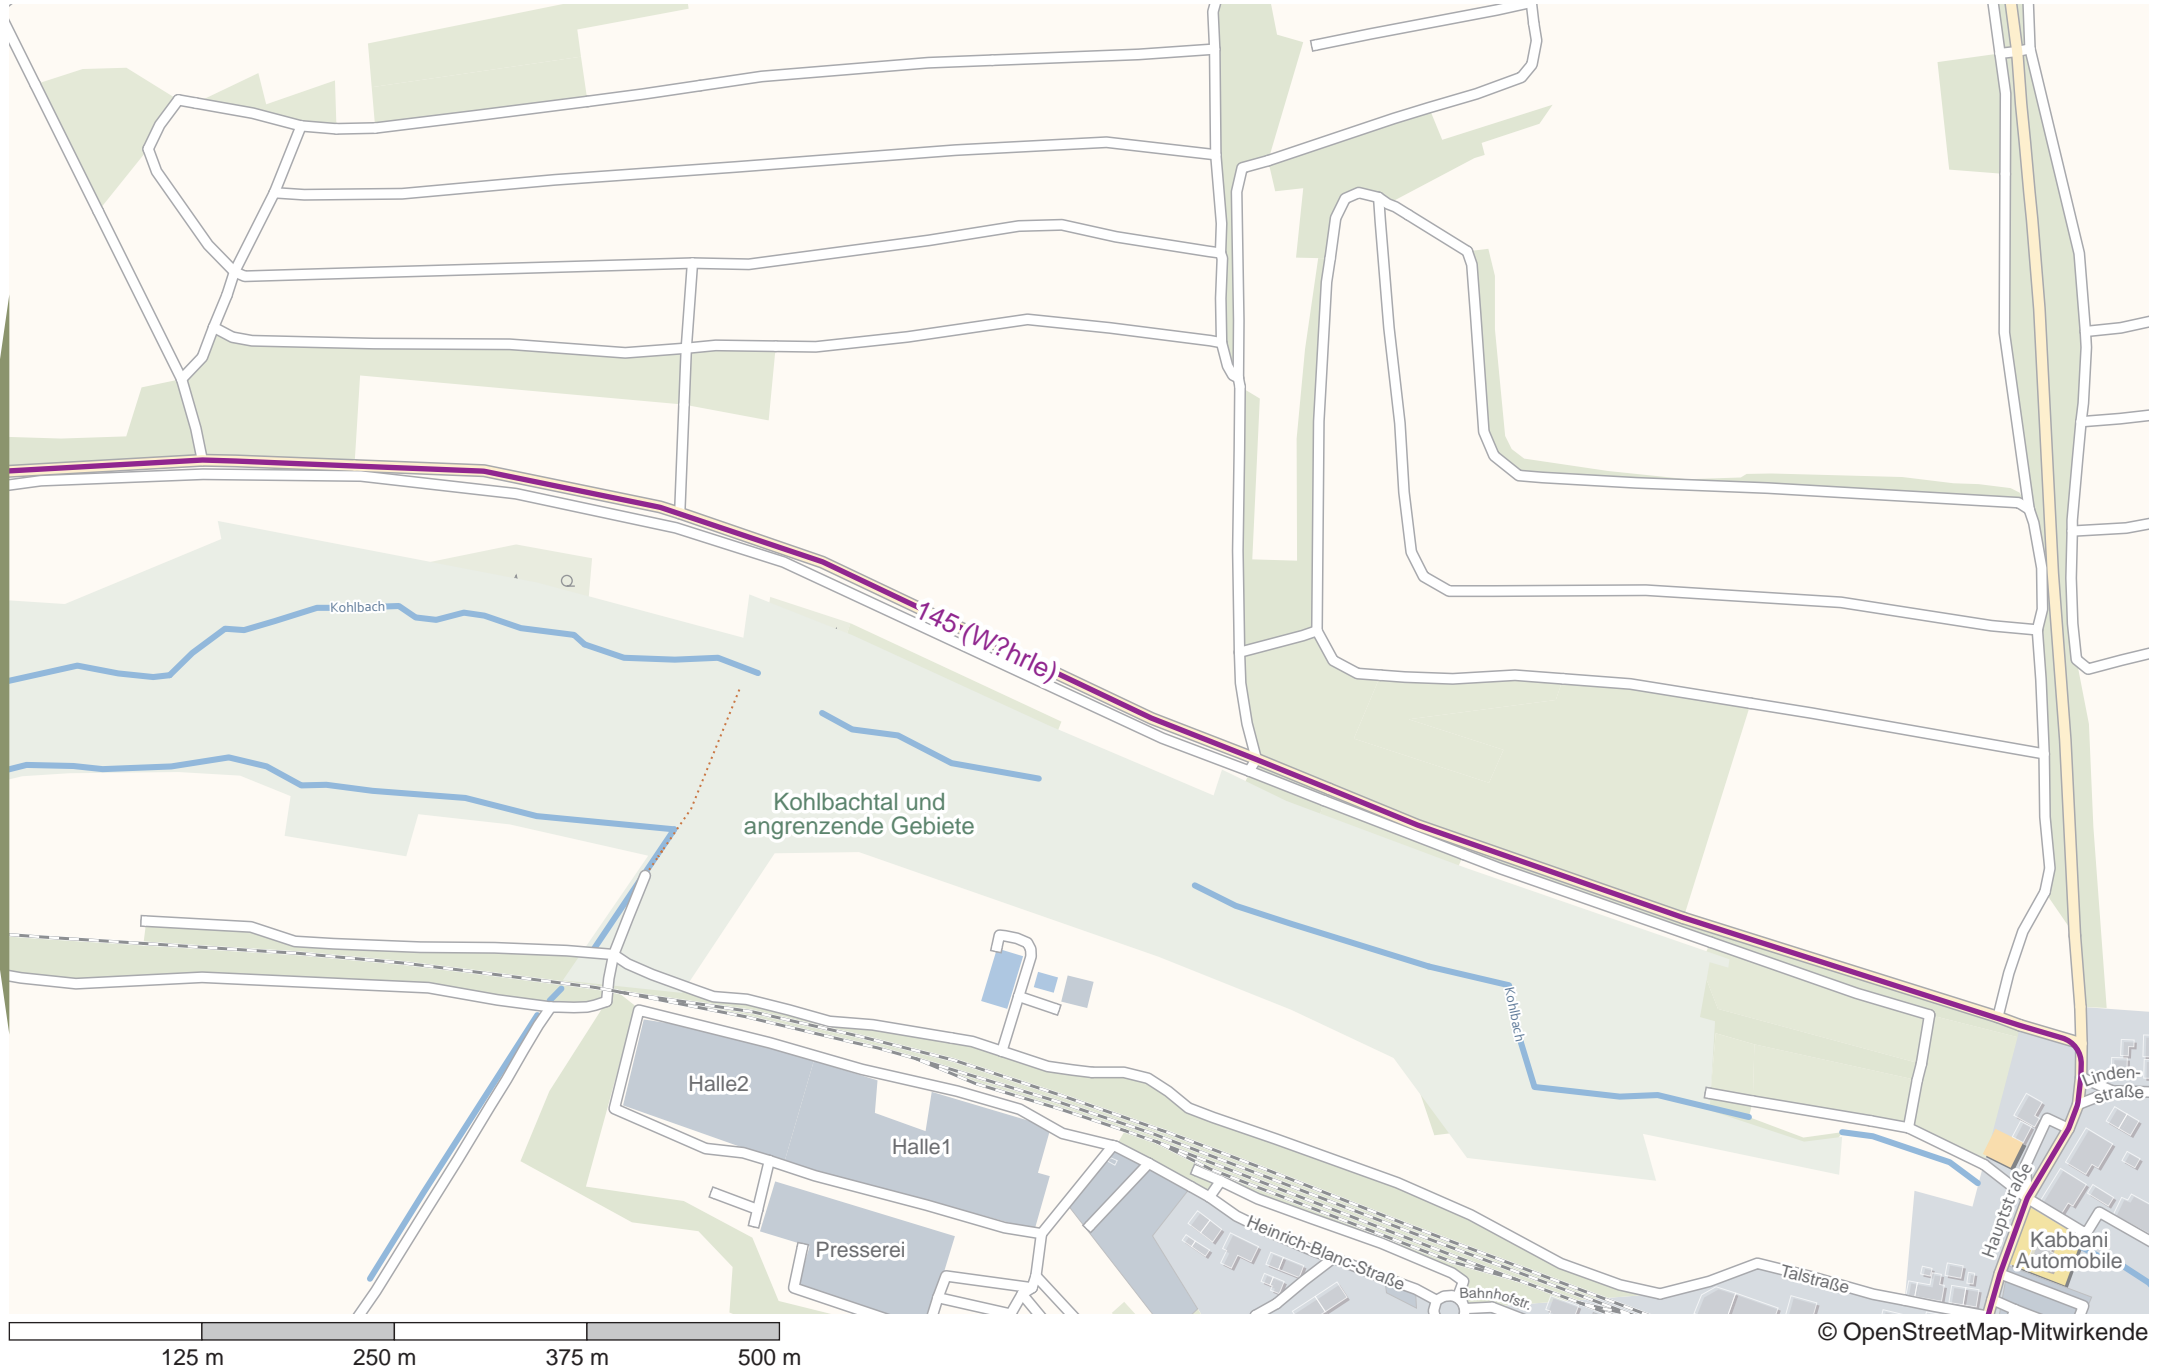 145 (W?hrle)
Kohlbach
Kohlbachtal und
angrenzende Gebiete
Kohlbach
Linden-
straße
Halle2
Halle1
Hauptstraße
Presserei
Heinrich-Blanc-Straße
Kabbani
Automobile
Talstraße
Bahnhofstr.
125 m
250 m
375 m
500 m
© OpenStreetMap-Mitwirkende